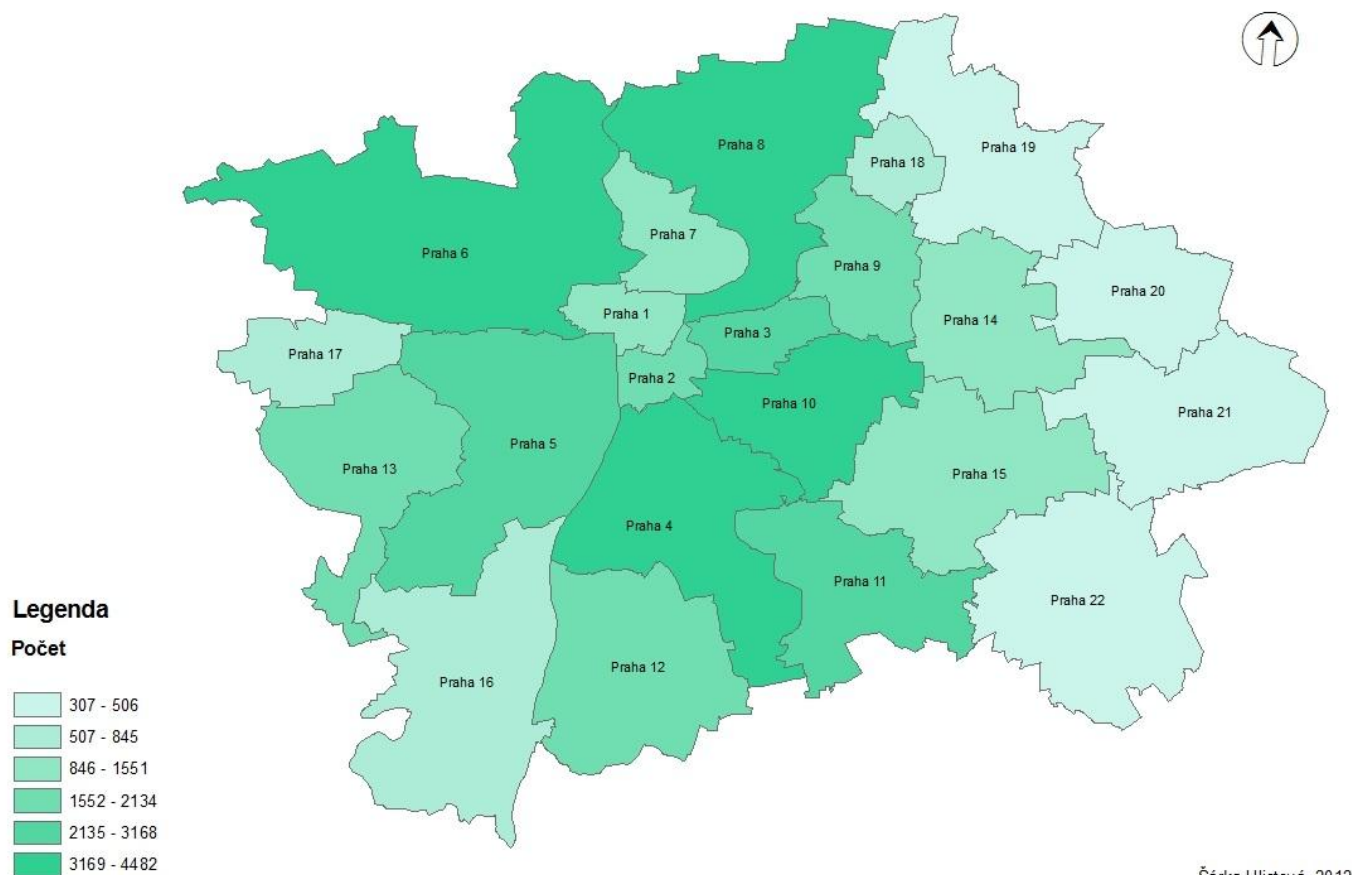 Praha 8
Praha 19
Praha 18
Praha 7
Praha 6
Praha 9
Praha 20
Praha 1
Praha 14
Praha 3
Praha 17
Praha 2
Praha 10
Praha 21
Praha 5
Praha 13
Praha 15
Praha 4
Praha 11
Praha 22
Praha 12
Praha 16
Legenda
Počet
307 - 506
507 - 845
846 - 1551
1552 - 2134
2135 - 3168
3169 - 4482